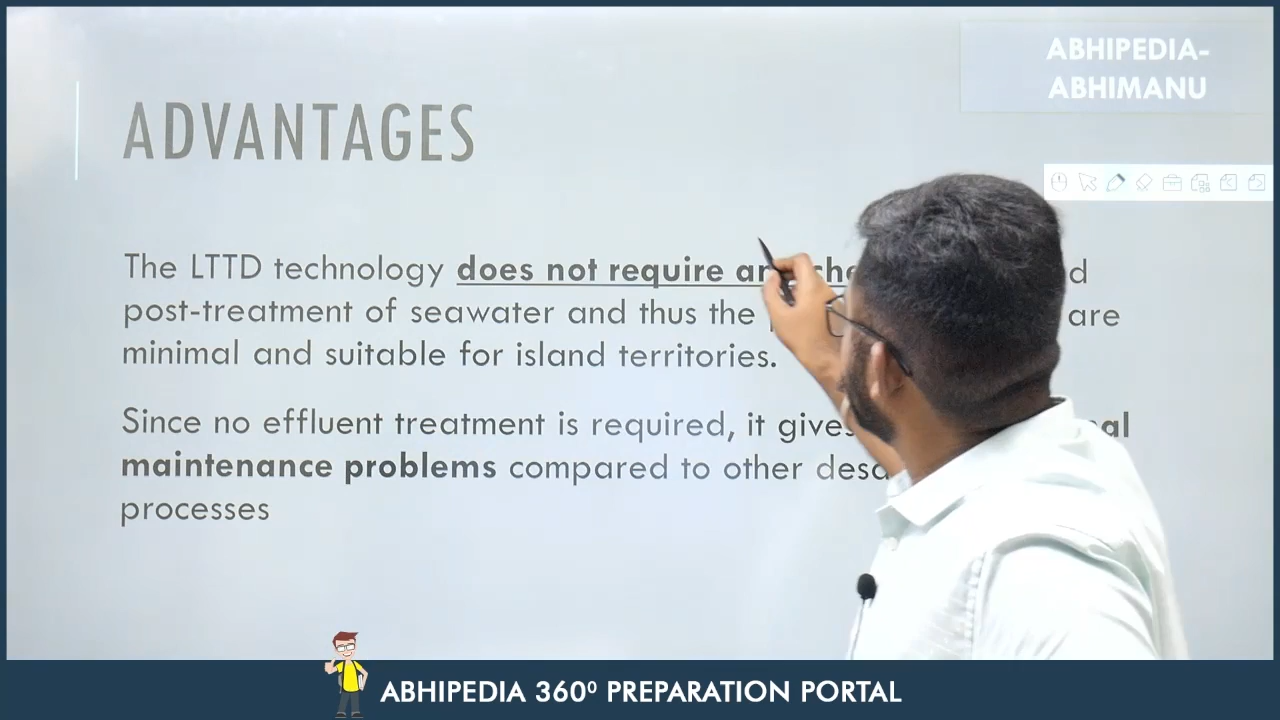 ABHIPEDIA-
ABHIMANU
ADVANTAGES
The LTTD technology does not require
post-treatment of seawater and thus the are
minimal and suitable for island territories.
Since no effluent treatment is required, it gives
maintenance problems compared to other
processes
ABHIPEDIA 360⁰ PREPARATION PORTAL